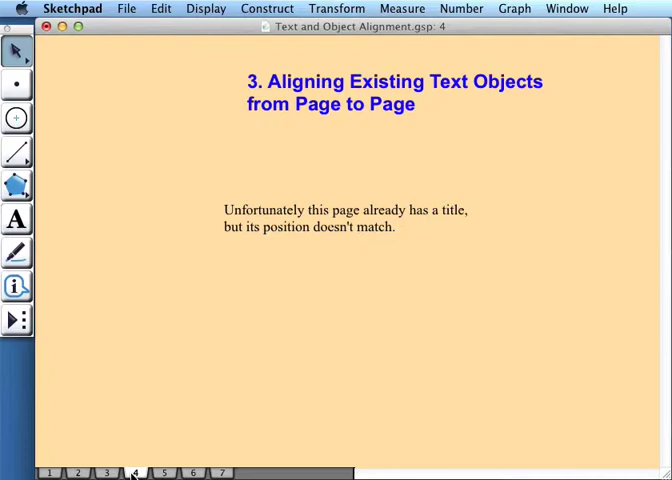 Sketchpad File Edit Display Construct Transform Measure Number Graph Window Help
Text and Object Alignment.gsp: 4
3. Aligning Existing Text Objects
from Page to Page
Unfortunately this page already has a title,
but its position doesn't match.
A
i
1 2 3 4 5 6 7